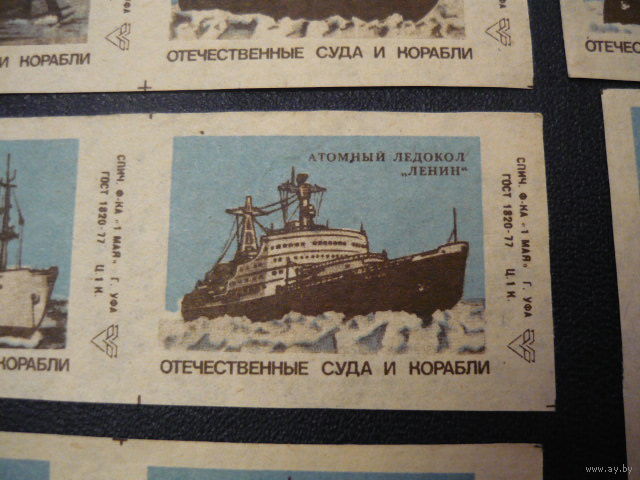 И КОРАБЛИ
ОТЕЧЕСТВЕННЫЕ СУДА И КОРАБЛИ
ОТЕЧЕСТВЕ
СПИЧ. Ф-КА „1 МАЯ" Г. УФА
ГОСТ 1820-77 Ц. 1 К.
КОРАБЛИ
АТОМНЫЙ ЛЕДОКОЛ
„ЛЕНИН“
ОТЕЧЕСТВЕННЫЕ СУДА И КОРАБЛИ
СПИЧ. Ф-КА „1 МАЯ" Г. УФА
ГОСТ 1820-77 Ц. 1 К.
www.ay.by